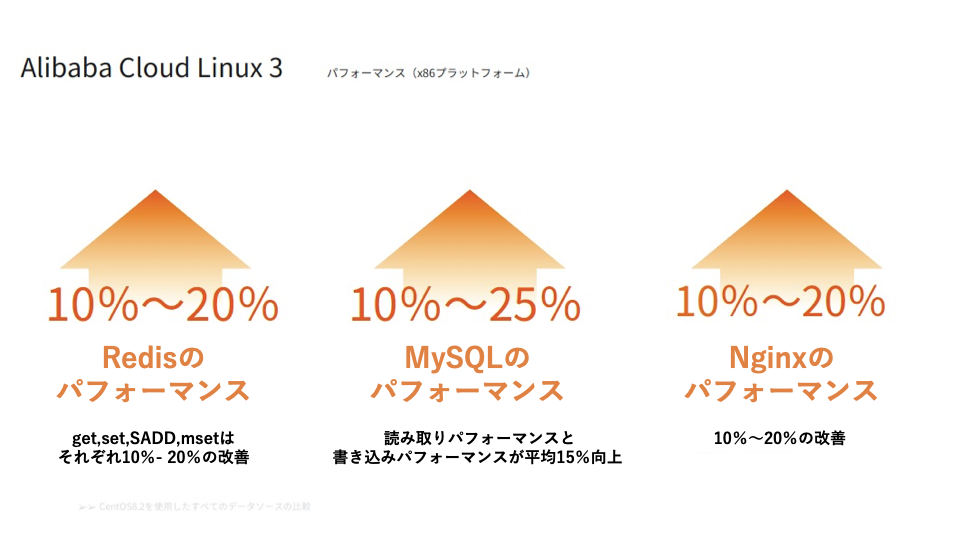 Alibaba Cloud Linux 3 パフォーマンス（x86プラットフォーム）
10%～20%
10%～25%
10%～20%
Redisの
パフォーマンス
MySQLの
パフォーマンス
Nginxの
パフォーマンス
get,set,SADD,msetは
それぞれ10%- 20%の改善
読み取りパフォーマンスと
書き込みパフォーマンスが平均15%向上
10%～20%の改善
➢➢ CentOS8.2を使用したすべてのデータソースの比較